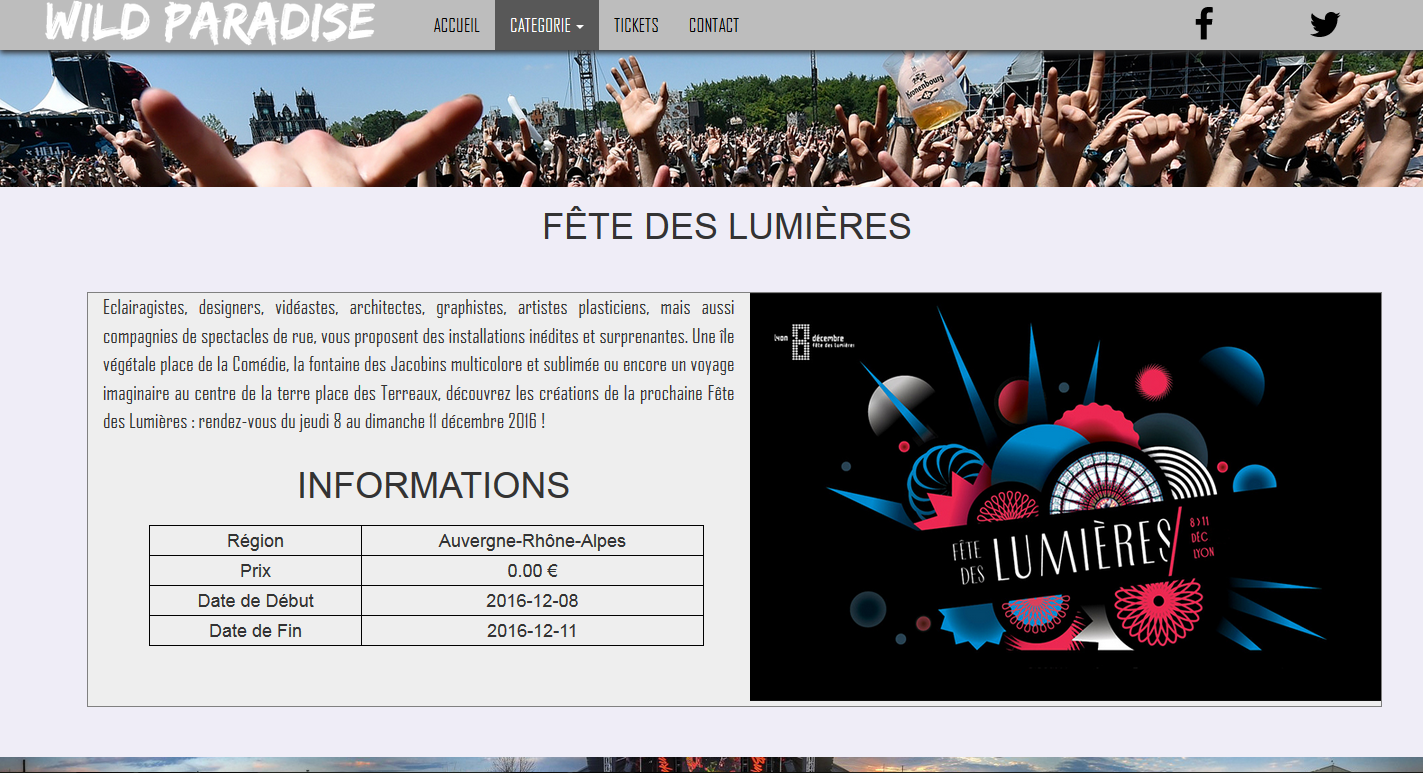 WILD PARADISE ACCUEIL CATEGORIE TICKETS CONTACT
Kronenbourg
FÊTE DES LUMIÈRES
Eclairagistes, designers, vidéastes, architectes, graphistes, artistes plasticiens, mais aussi
compagnies de spectacles de rue, vous proposent des installations inédites et surprenantes. Une île
végétale place de la Comédie, la fontaine des Jacobins multicolore et sublimée ou encore un voyage
imaginaire au centre de la terre place des Terreaux, découvrez les créations de la prochaine Fête
des Lumières : rendez-vous du jeudi 8 au dimanche 11 décembre 2016 !
INFORMATIONS
Région Auvergne-Rhône-Alpes
Prix 0.00 €
Date de Début 2016-12-08
Date de Fin 2016-12-11
lyon 8 décembre
fête des lumières
FÊTE
DES
LUMIÈRES/
8>11
DÉC
LYON